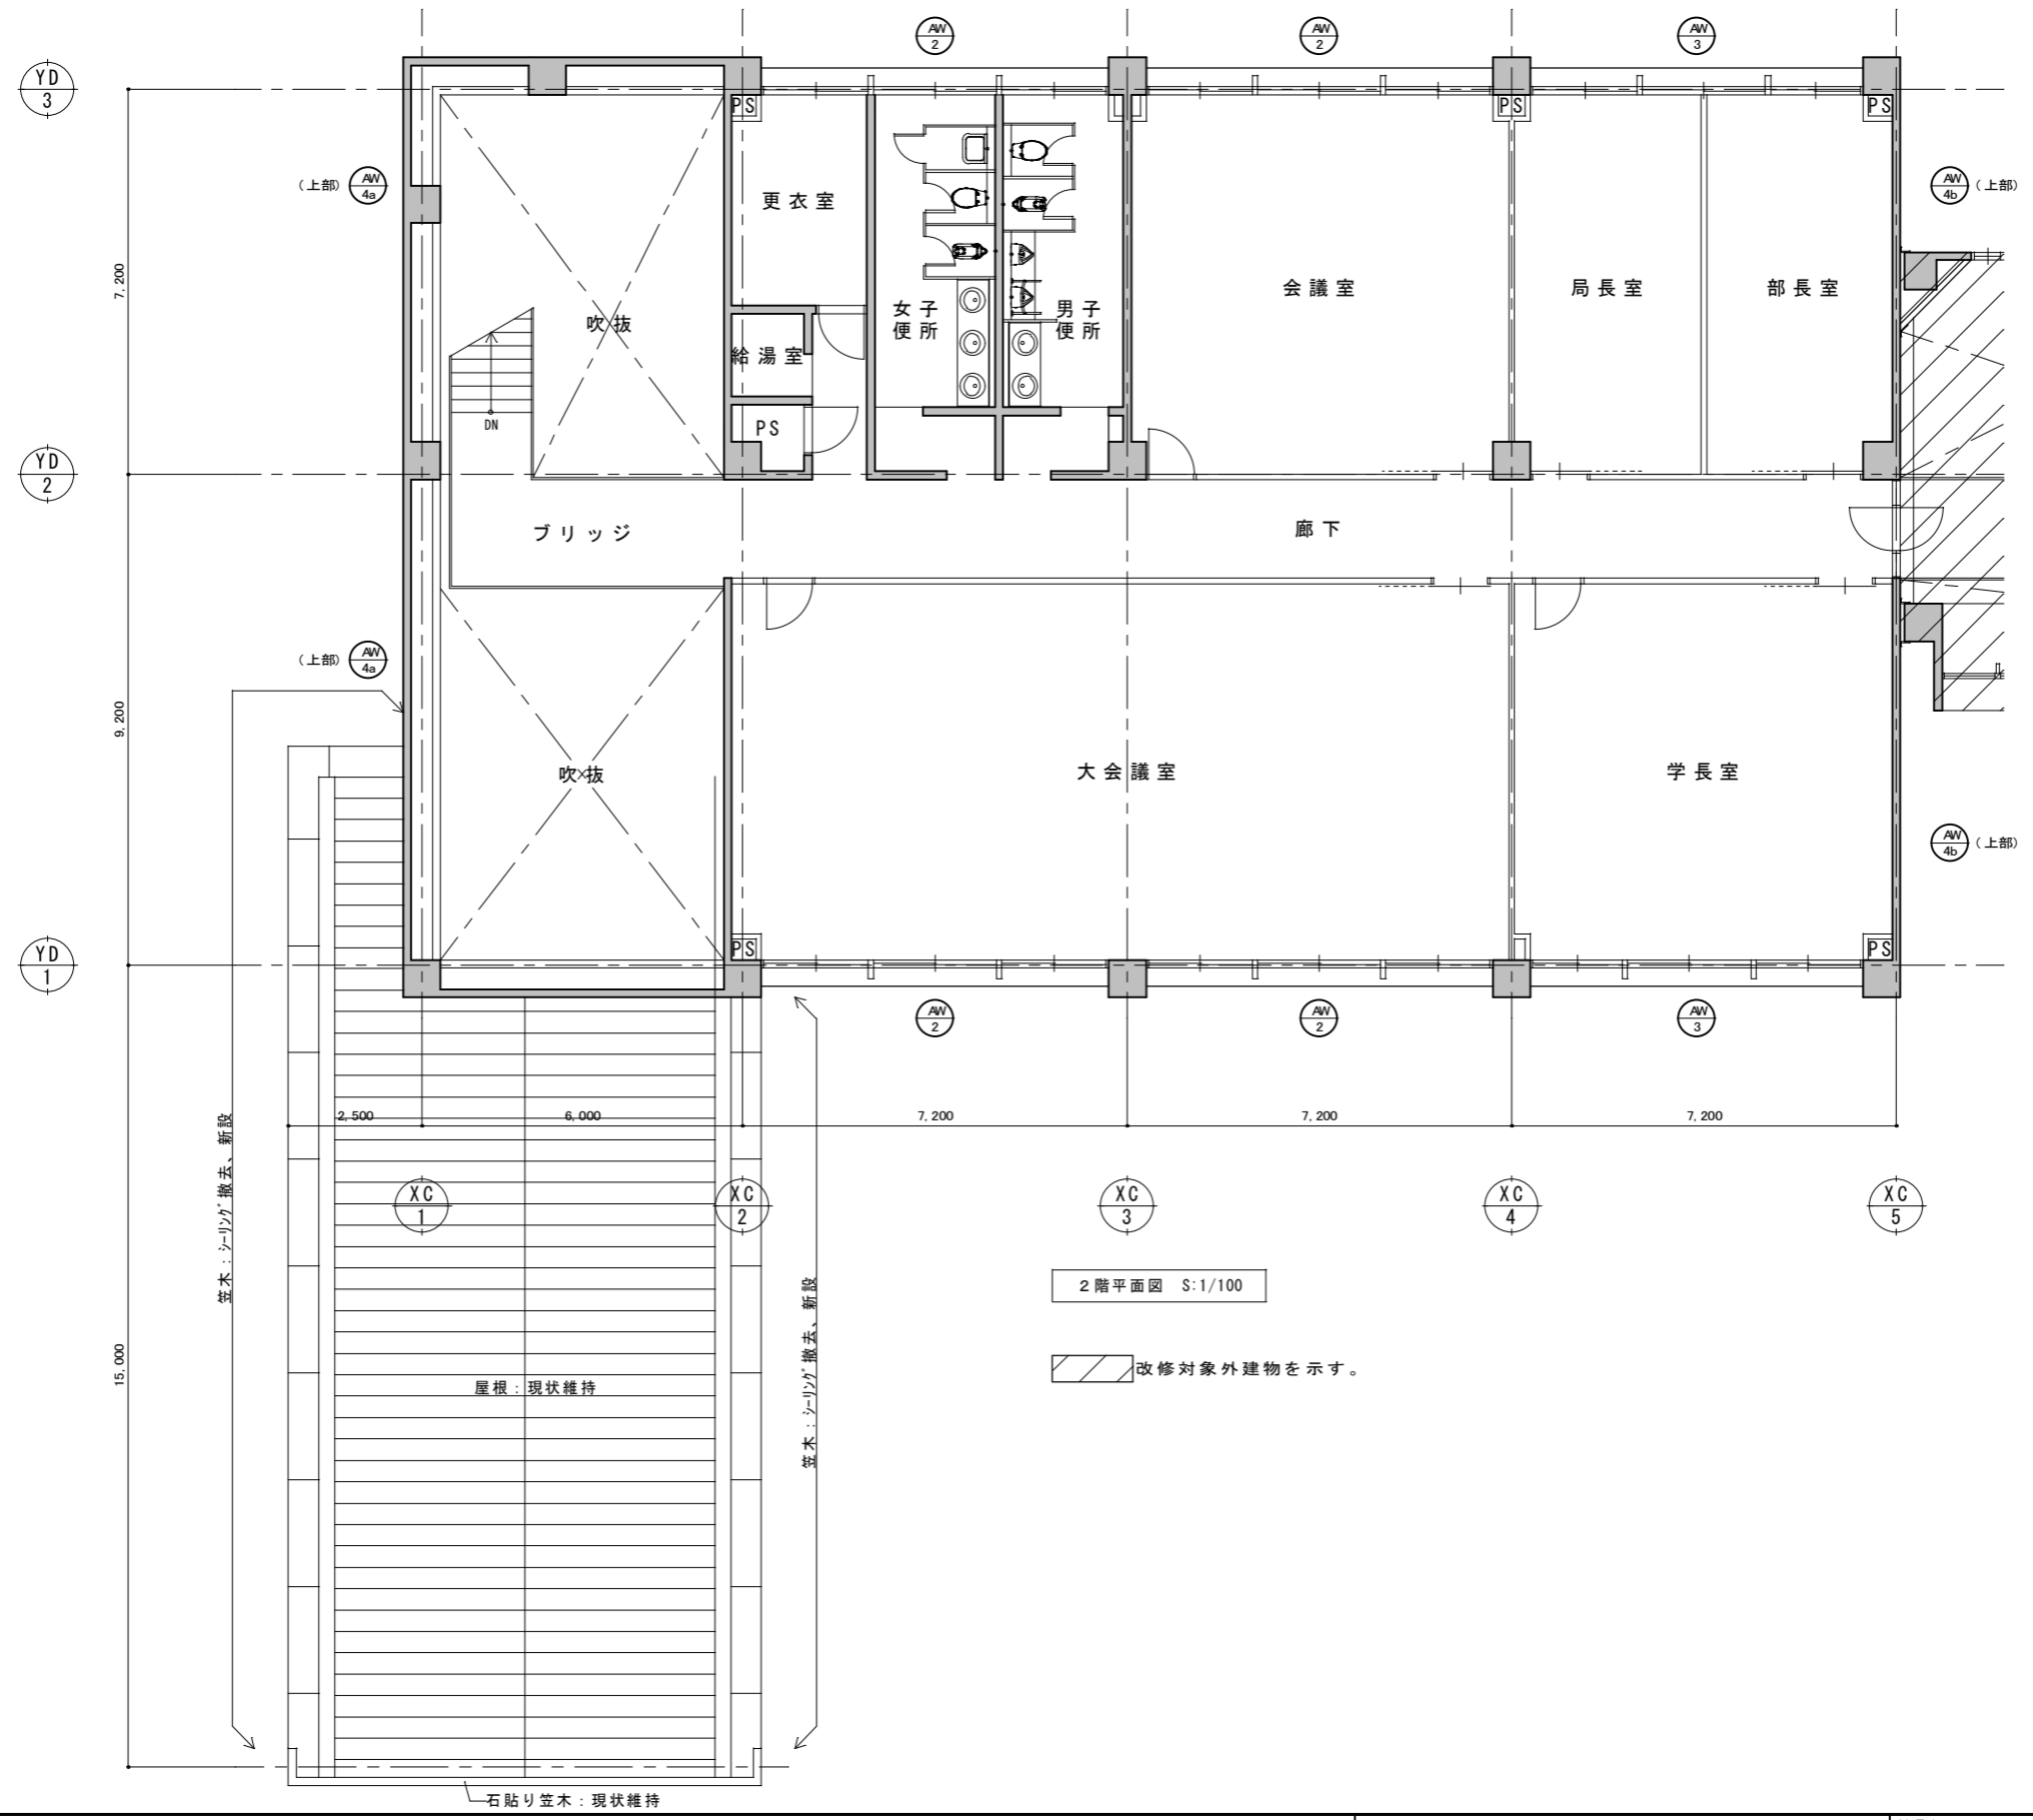 AW
2
AW
2
AW
3
YD
3
PS
PS
PS
(上部)
AW
4a
更衣室
AW
4b
(上部)
7,200
吹抜
女子
便所
男子
便所
会議室
局長室
部長室
給湯室
DN
PS
YD
2
ブリッジ
廊下
(上部)
AW
4a
9,200
吹抜
大会議室
学長室
AW
4b
(上部)
YD
1
PS
PS
AW
2
AW
2
AW
3
2,500
6,000
7,200
7,200
7,200
笠木:シーリング撤去、新設
XC
1
XC
2
XC
3
XC
4
XC
5
2階平面図 S:1/100
笠木:シーリング撤去、新設
15,000
改修対象外建物を示す。
屋根:現状維持
石貼り笠木:現状維持